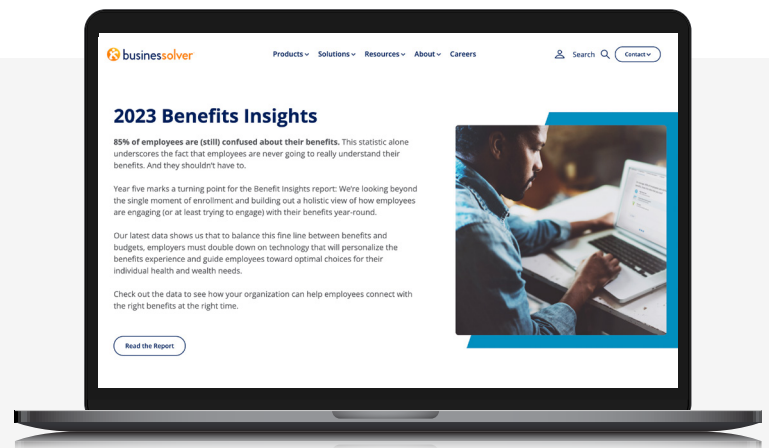 businessolver
Products Solutions Resources About Careers
Search Contact
2023 Benefits Insights
85% of employees are (still) confused about their benefits. This statistic alone
underscores the fact that employees are never going to really understand their
benefits. And they shouldn't have to.
Year five marks a turning point for the Benefit Insights report: We're looking beyond
the single moment of enrollment and building out a holistic view of how employees
are engaging (or at least trying to engage) with their benefits year-round.
Our latest data shows us that to balance this fine line between benefits and
budgets, employers must double down on technology that will personalize the
benefits experience and guide employees toward optimal choices for their
individual health and wealth needs.
Check out the data to see how your organization can help employees connect with
the right benefits at the right time.
Read the Report